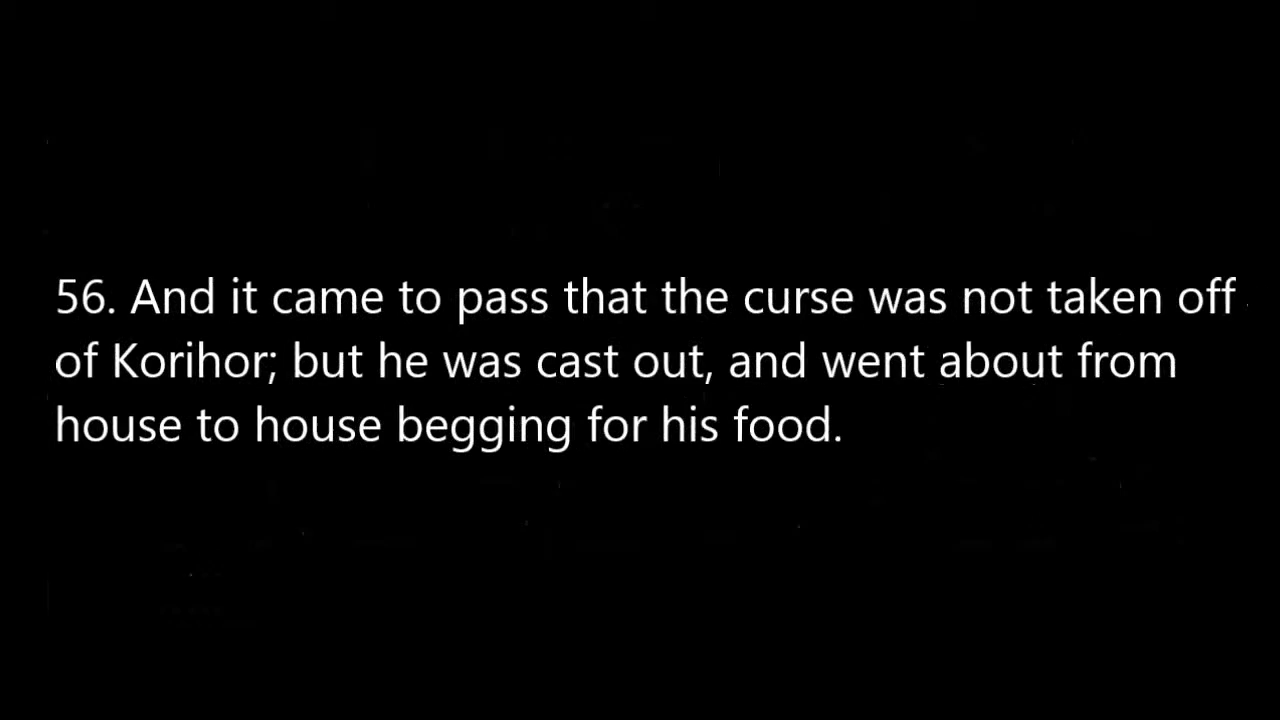 56. And it came to pass that the curse was not taken off
of Korihor; but he was cast out, and went about from
house to house begging for his food.